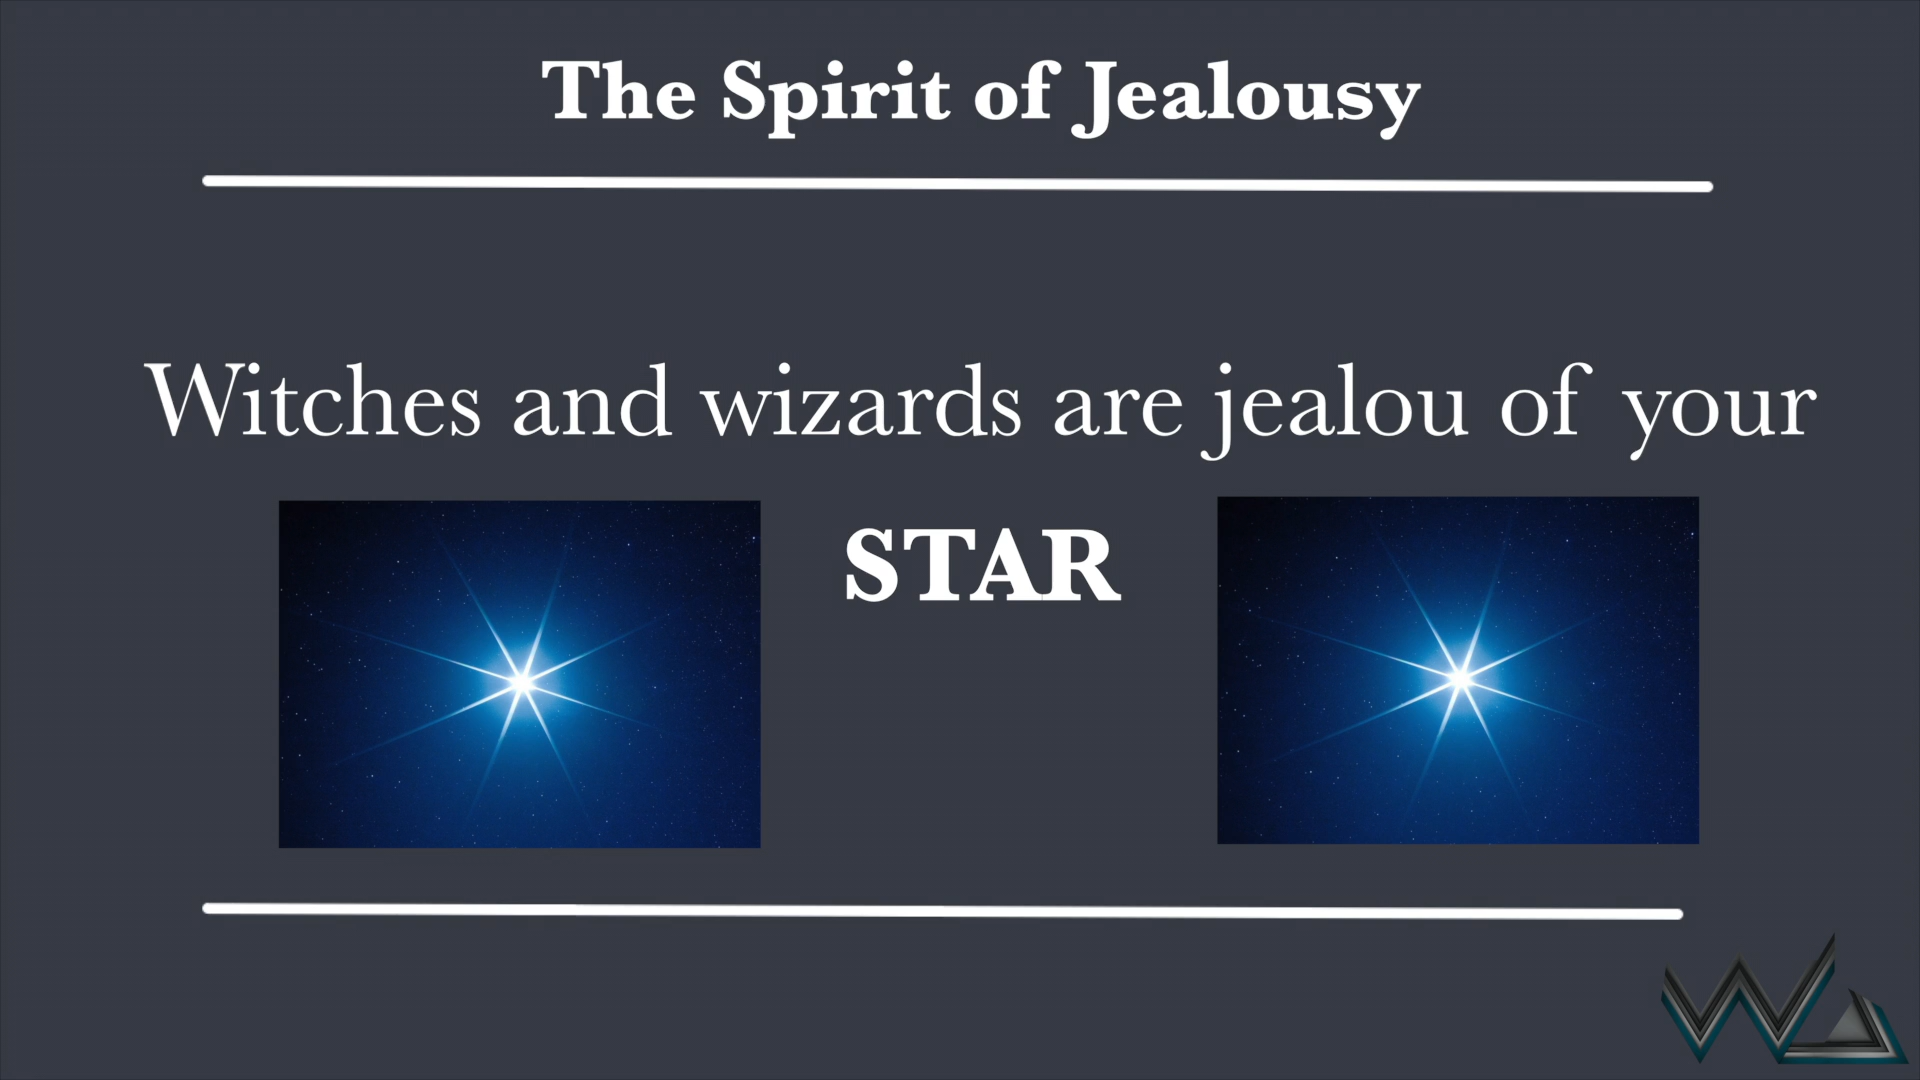 The Spirit of Jealousy
Witches and wizards are jealou of your
STAR